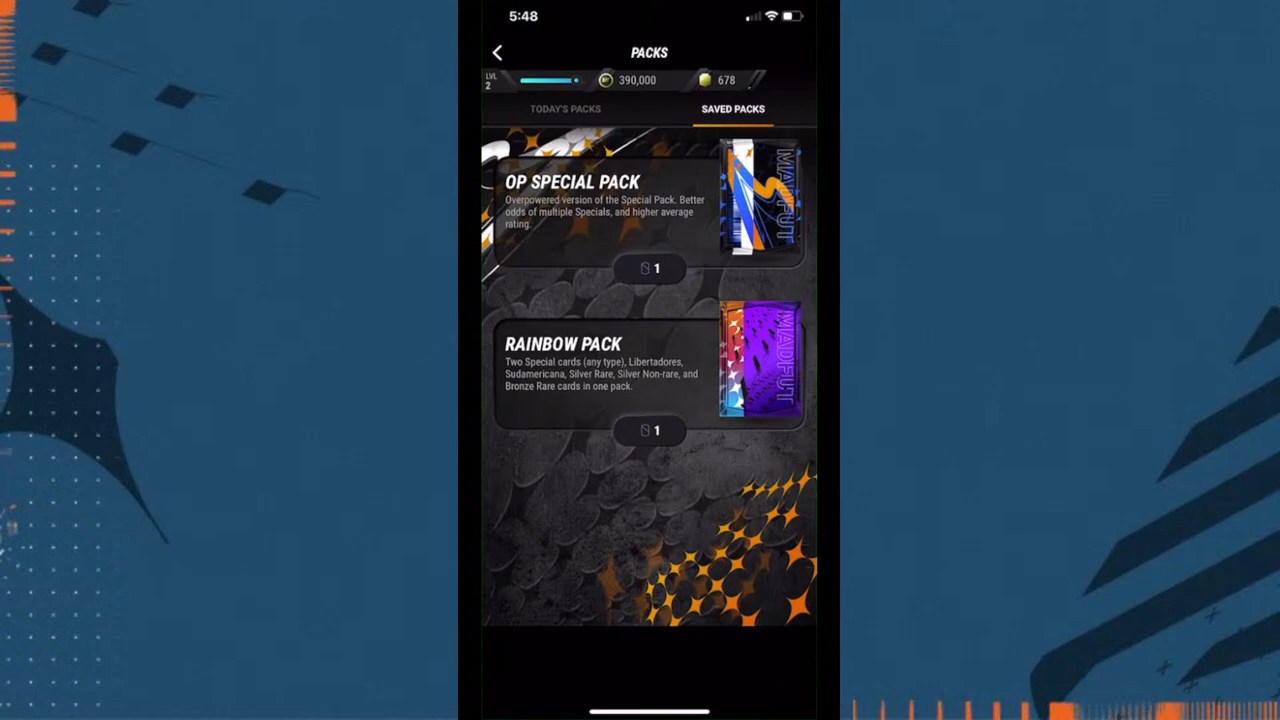 5:48
PACKS
LVL
2
390,000
678
TODAY'S PACKS
SAVED PACKS
OP SPECIAL PACK
Overpowered version of the Special Pack. Better
odds of multiple Specials, and higher average
rating.
MADFUT
1
RAINBOW PACK
Two Special cards (any type), Libertadores,
Sudamericana, Silver Rare, Silver Non-rare, and
Bronze Rare cards in one pack.
MADFUT
1